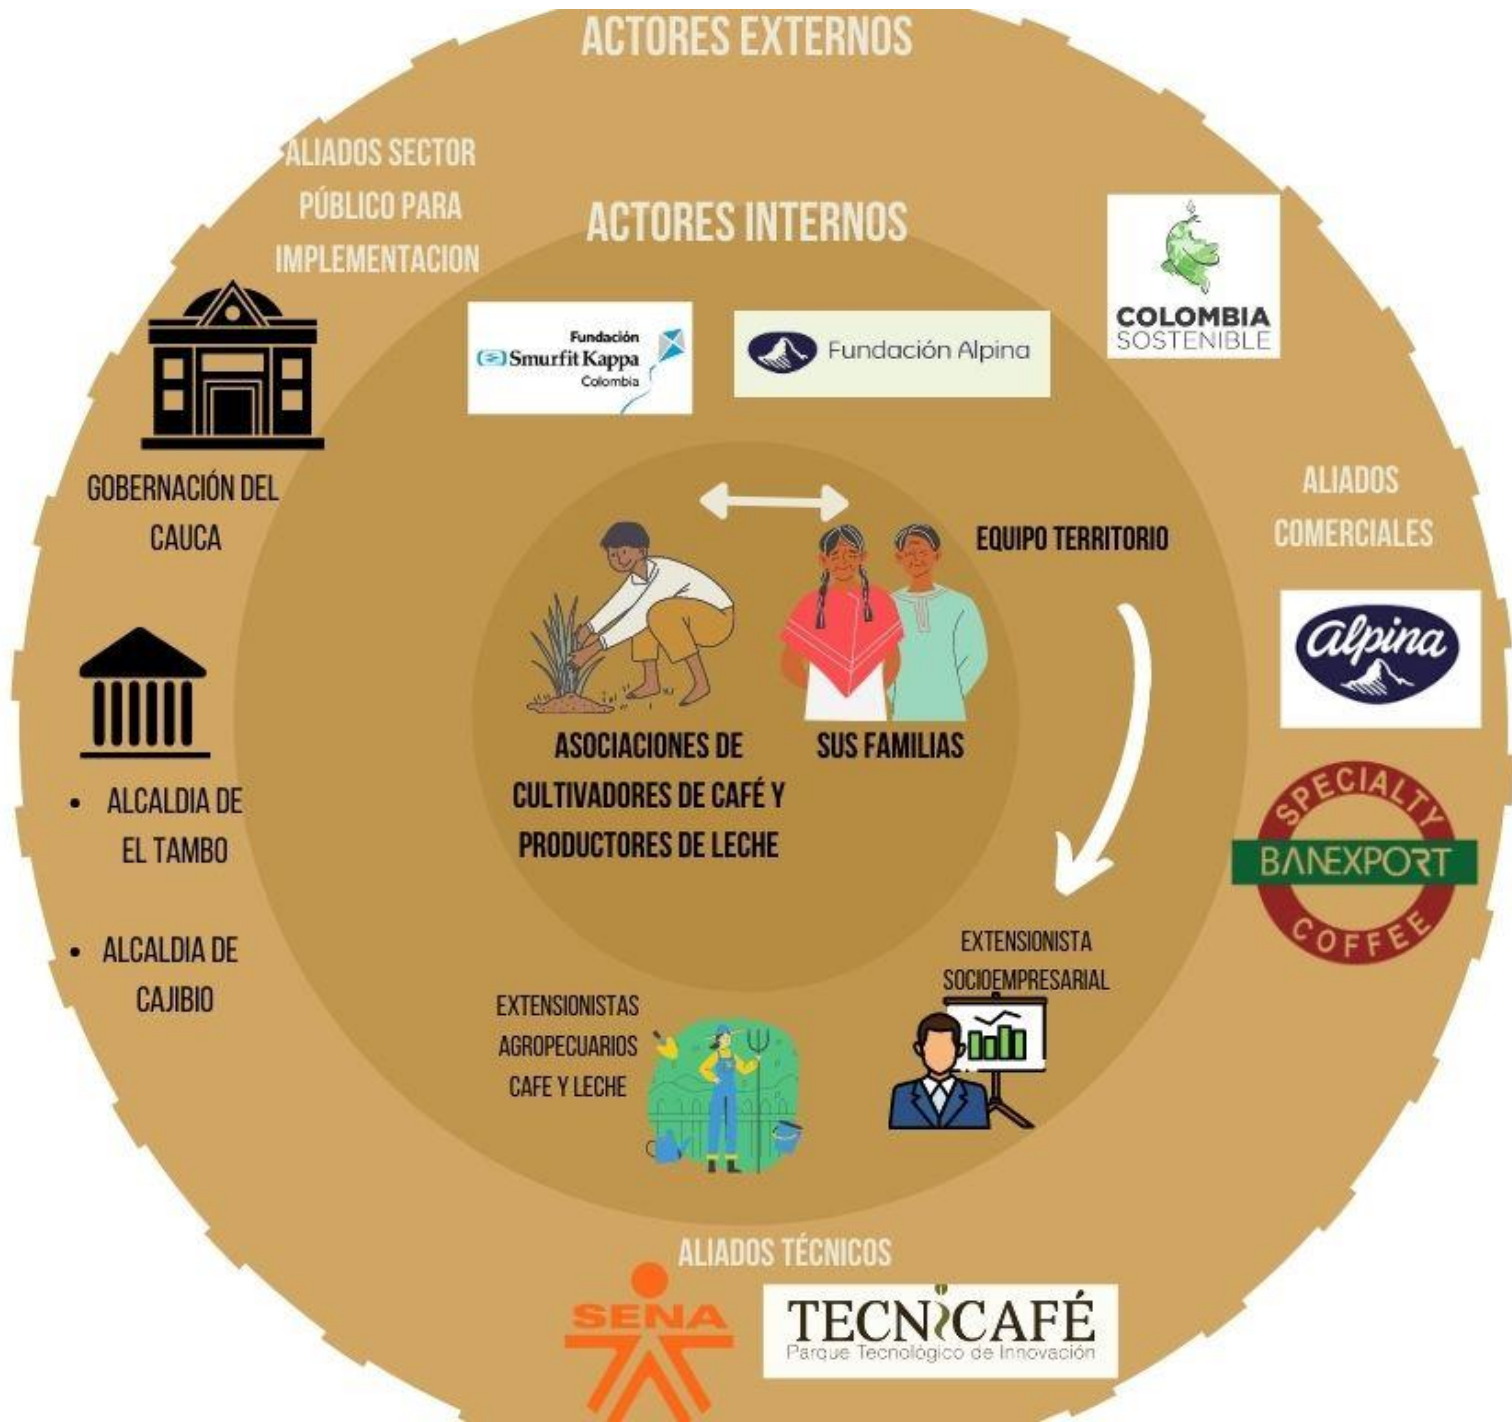 ACTORES EXTERNOS
ALIADOS SECTOR
PÚBLICO PARA
IMPLEMENTACION
ACTORES INTERNOS
COLOMBIA
SOSTENIBLE
Fundación
Smurfit Kappa
Colombia
Fundación Alpina
GOBERNACIÓN DEL
CAUCA
ALIADOS
COMERCIALES
EQUIPO TERRITORIO
alpina
ASOCIACIONES DE
CULTIVADORES DE CAFÉ Y
PRODUCTORES DE LECHE
SUS FAMILIAS
• ALCALDIA DE
EL TAMBO
• ALCALDIA DE
CAJIBIO
SPECIALTY
BANEXPORT
COFFEE
EXTENSIONISTA
SOCIOEMPRESARIAL
EXTENSIONISTAS
AGROPECUARIOS
CAFE Y LECHE
ALIADOS TÉCNICOS
SENA
TECNiCAFÉ
Parque Tecnológico de Innovación